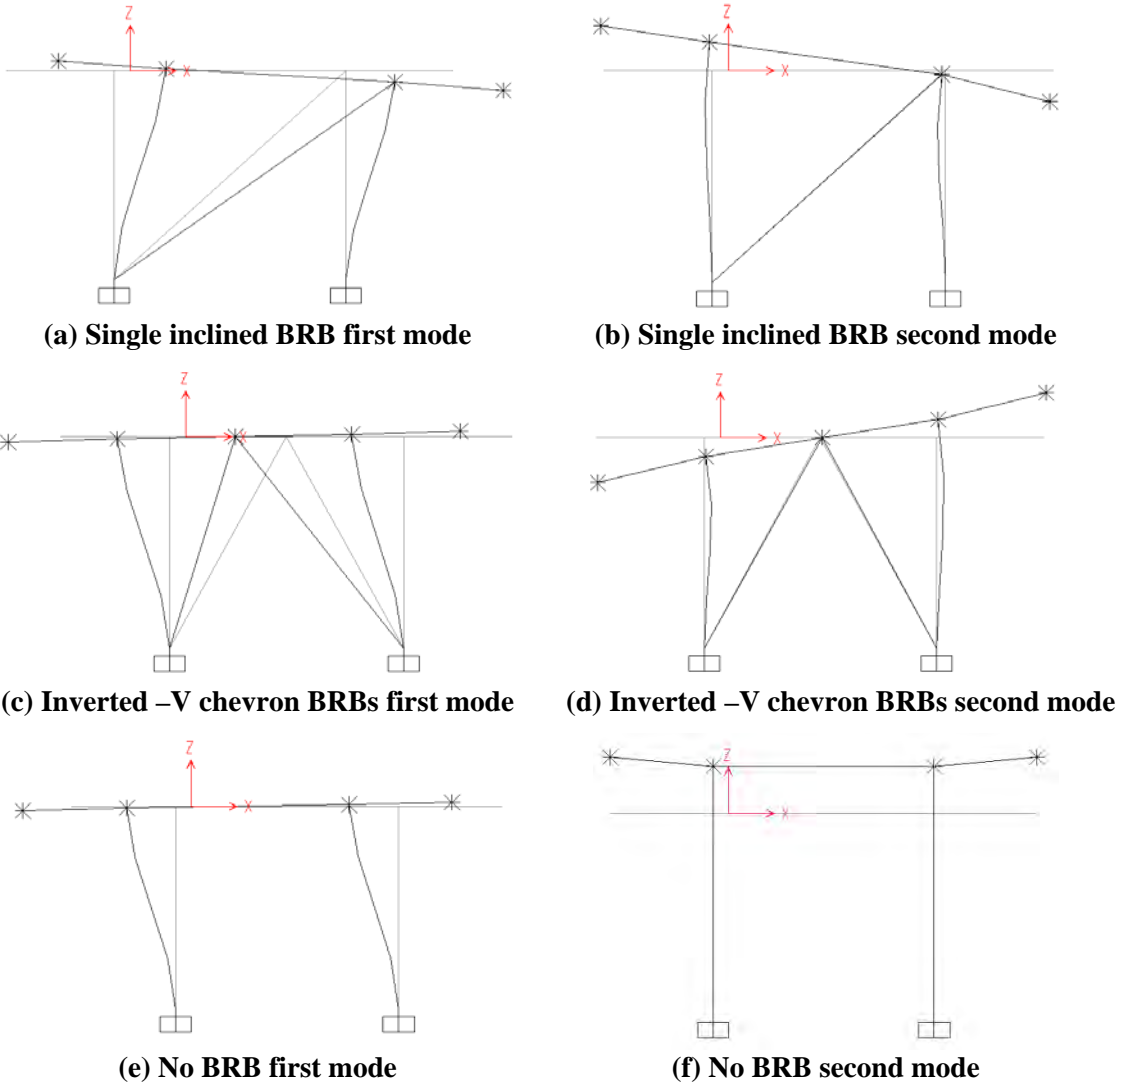 Z
X
Z
X
(a) Single inclined BRB first mode
(b) Single inclined BRB second mode
Z
X
Z
X
(c) Inverted –V chevron BRBs first mode
(d) Inverted –V chevron BRBs second mode
Z
X
Z
X
(e) No BRB first mode
(f) No BRB second mode